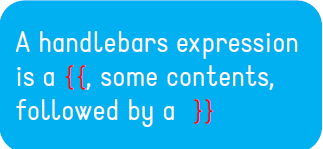 A handlebars expression
is a {{, some contents,
followed by a }}